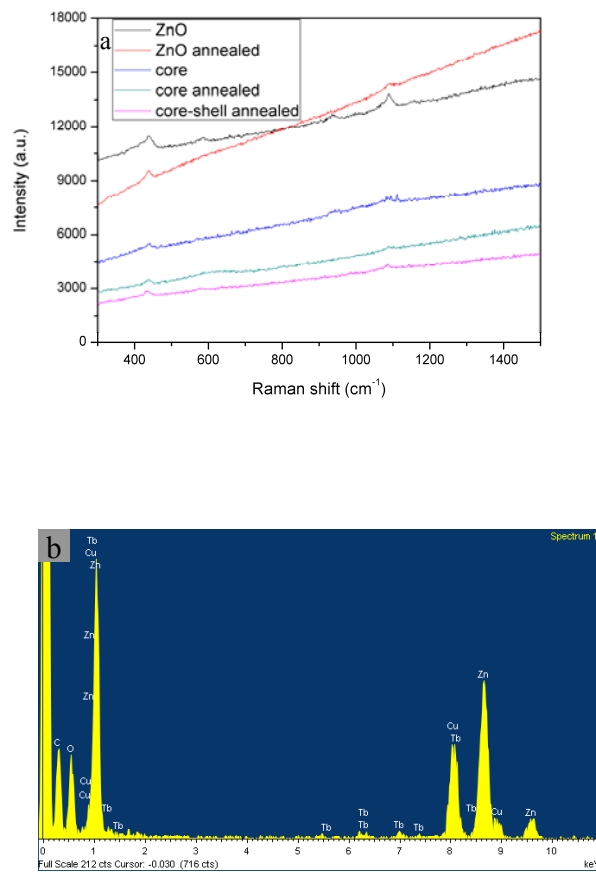 a
ZnO
ZnO annealed
core
core annealed
core-shell annealed
18000
15000
12000
9000
6000
3000
0
Intensity (a.u.)
400 600 800 1000 1200 1400
Raman shift (cm-1)
b
Spectrum 1
Tb
Cu
Zn
Zn
Zn
C
O
Cu
Cu
Tb
Tb
Tb
Tb
Tb
Tb
Tb
Cu
Tb
Tb
Zn
Cu
Zn
0 1 2 3 4 5 6 7 8 9 10
Full Scale 212 cts Cursor: -0.030 (716 cts)
keV